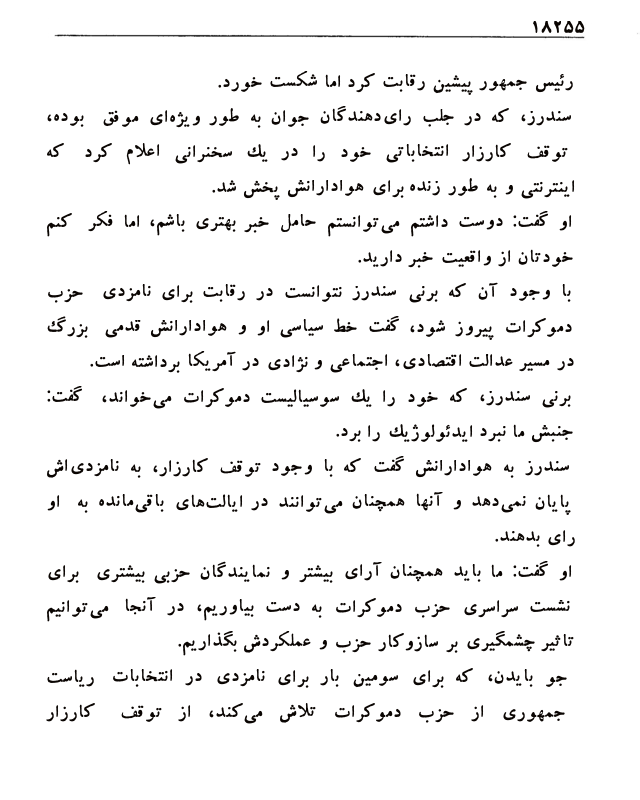 ۱۸۲۵۵
رئیس جمهور پیشین رقابت کرد اما شکست خورد.
سندرز، که در جلب رای‌دهندگان جوان به طور ویژه‌ای موفق بوده،
توقف کارزار انتخاباتی خود را در یك سخنرانی اعلام کرد که
اینترنتی و به طور زنده برای هوادارانش پخش شد.
او گفت: دوست داشتم می‌توانستم حامل خبر بهتری باشم، اما فکر کنم
خودتان از واقعیت خبر دارید.
با وجود آن که برنی سندرز نتوانست در رقابت برای نامزدی حزب
دموکرات پیروز شود، گفت خط سیاسی او و هوادارانش قدمی بزرگ
در مسیر عدالت اقتصادی، اجتماعی و نژادی در آمریکا برداشته است.
برنی سندرز، که خود را یك سوسیالیست دموکرات می‌خواند، گفت:
جنبش ما نبرد ایدئولوژیك را برد.
سندرز به هوادارانش گفت که با وجود توقف کارزار، به نامزدی‌اش
پایان نمی‌دهد و آنها همچنان می‌توانند در ایالت‌های باقی‌مانده به او
رای بدهند.
او گفت: ما باید همچنان آرای بیشتر و نمایندگان حزبی بیشتری برای
نشست سراسری حزب دموکرات به دست بیاوریم، در آنجا می‌توانیم
تاثیر چشمگیری بر سازوکار حزب و عملکردش بگذاریم.
جو بایدن، که برای سومین بار برای نامزدی در انتخابات ریاست
جمهوری از حزب دموکرات تلاش می‌کند، از توقف کارزار